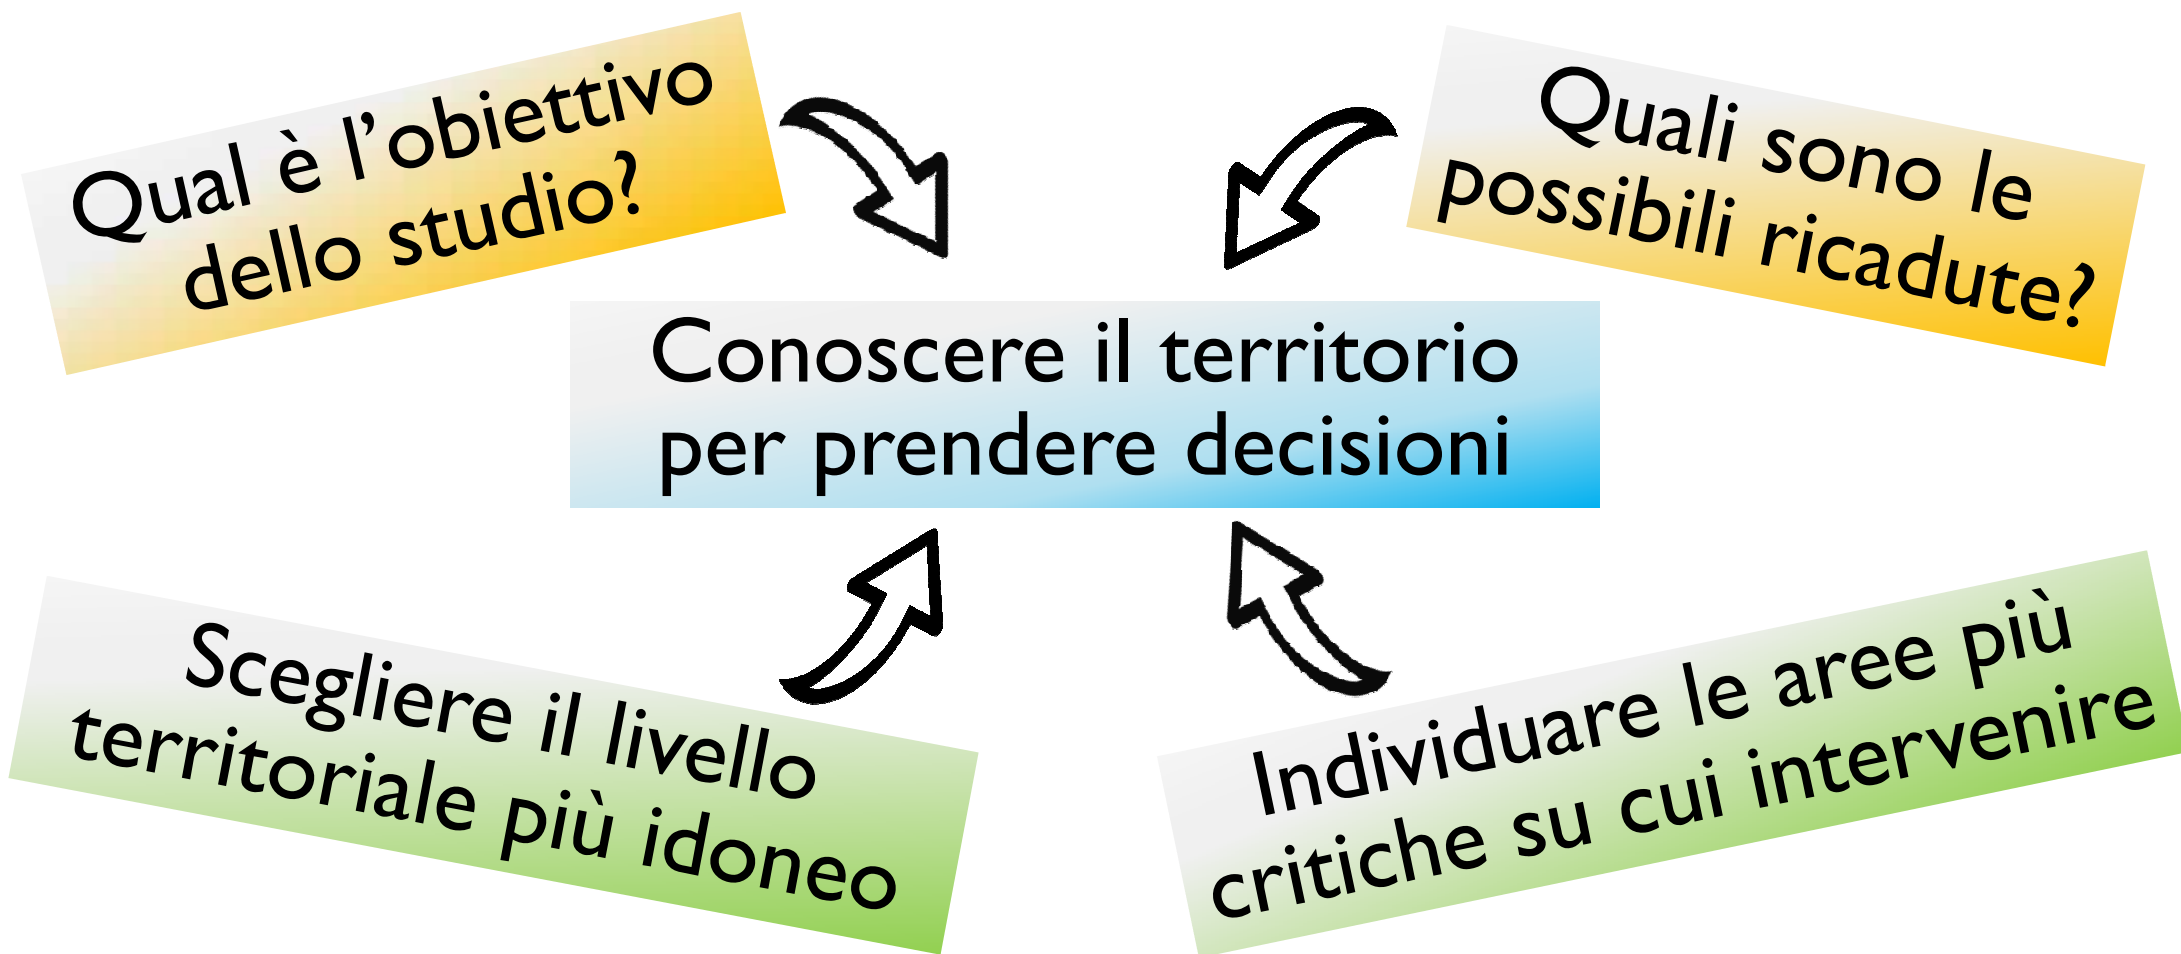 Qual è l’obiettivo
dello studio?
Quali sono le
possibili ricadute?
Conoscere il territorio
per prendere decisioni
Scegliere il livello
territoriale più idoneo
Individuare le aree più
critiche su cui intervenire